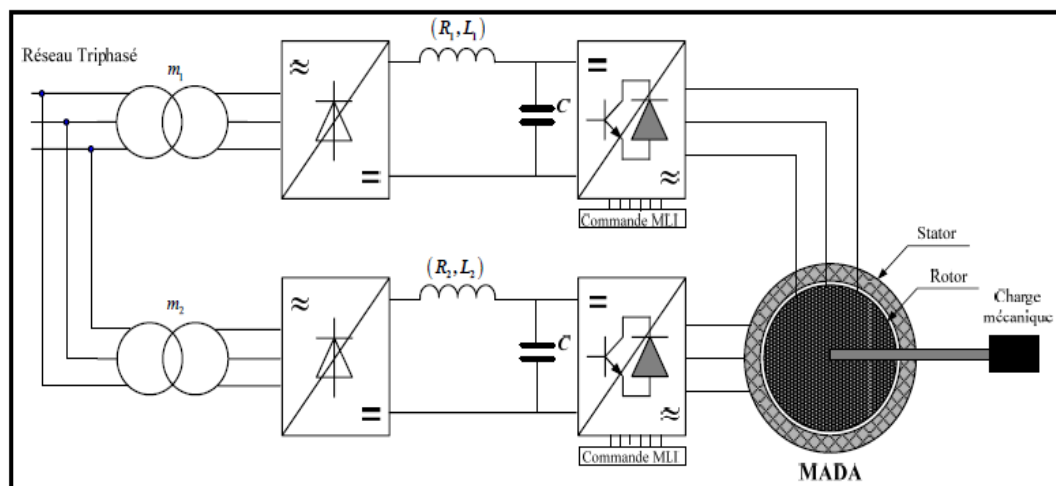 Réseau Triphasé
m₁
(R₁, L₁)
≈
=
C
=
≈
Commande MLI
m₂
(R₂, L₂)
≈
=
C
=
≈
Commande MLI
Stator
Rotor
Charge
mécanique
MADA